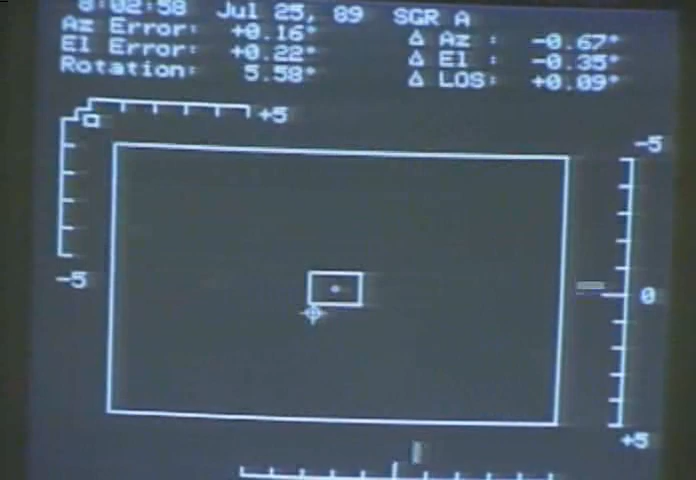 8:02:58 Jul 25, 89 SGR A
Az Error: +0.16° Δ Az : -0.67°
El Error: +0.22° Δ El : -0.35°
Rotation: 5.58° Δ LOS: +0.09°
+5
-5
-5
0
+5